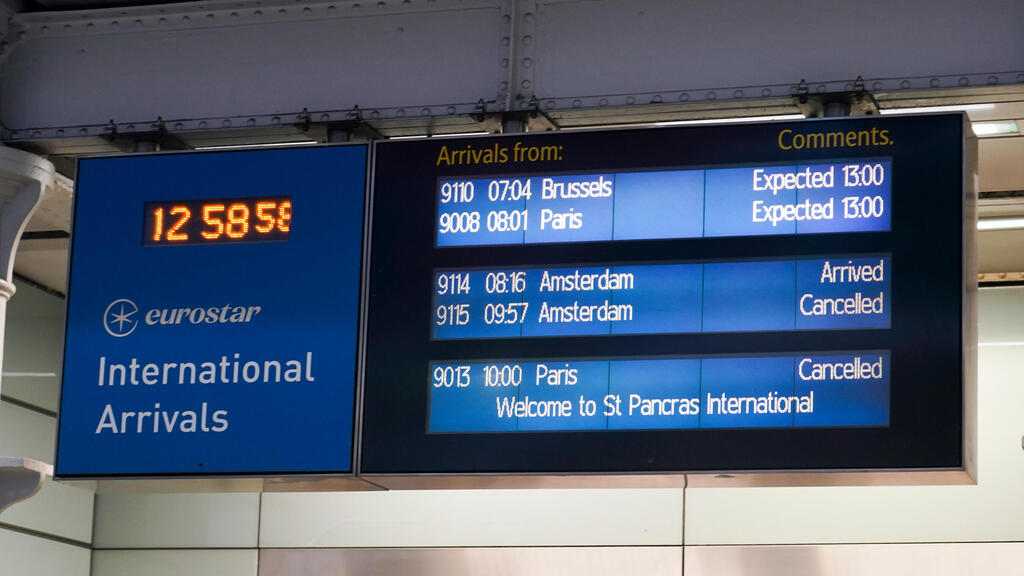 12 58 58
eurostar
International
Arrivals
Arrivals from: Comments.
9110 07:04 Brussels Expected 13:00
9008 08:01 Paris Expected 13:00
9114 08:16 Amsterdam Arrived
9115 09:57 Amsterdam Cancelled
9013 10:00 Paris Cancelled
Welcome to St Pancras International